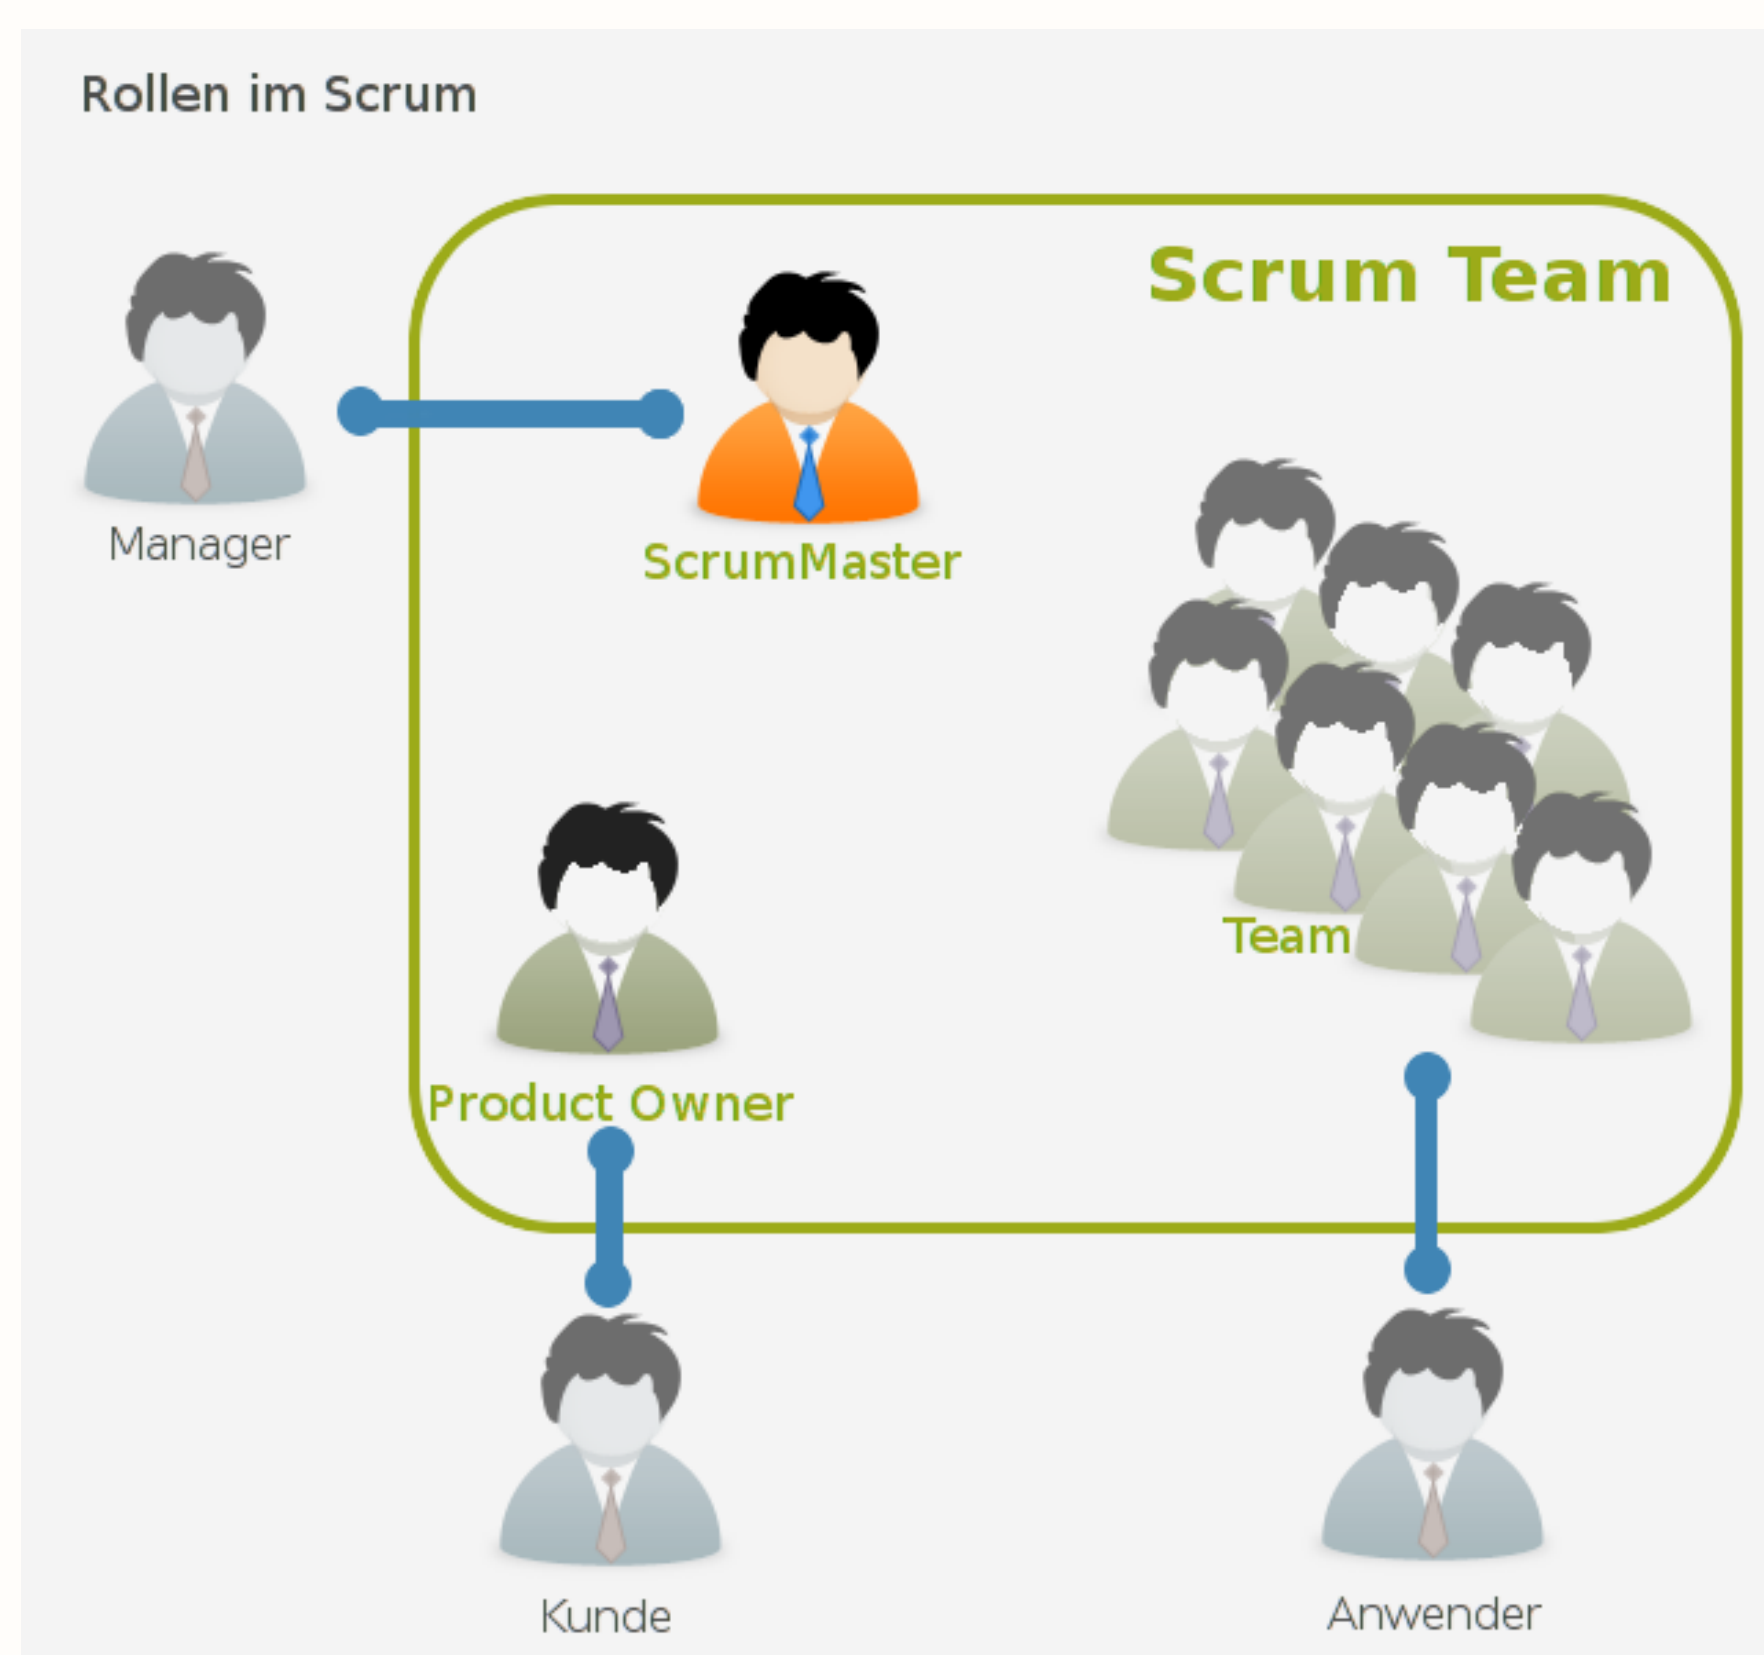 Rollen im Scrum
Scrum Team
Manager
ScrumMaster
Team
Product Owner
Kunde
Anwender